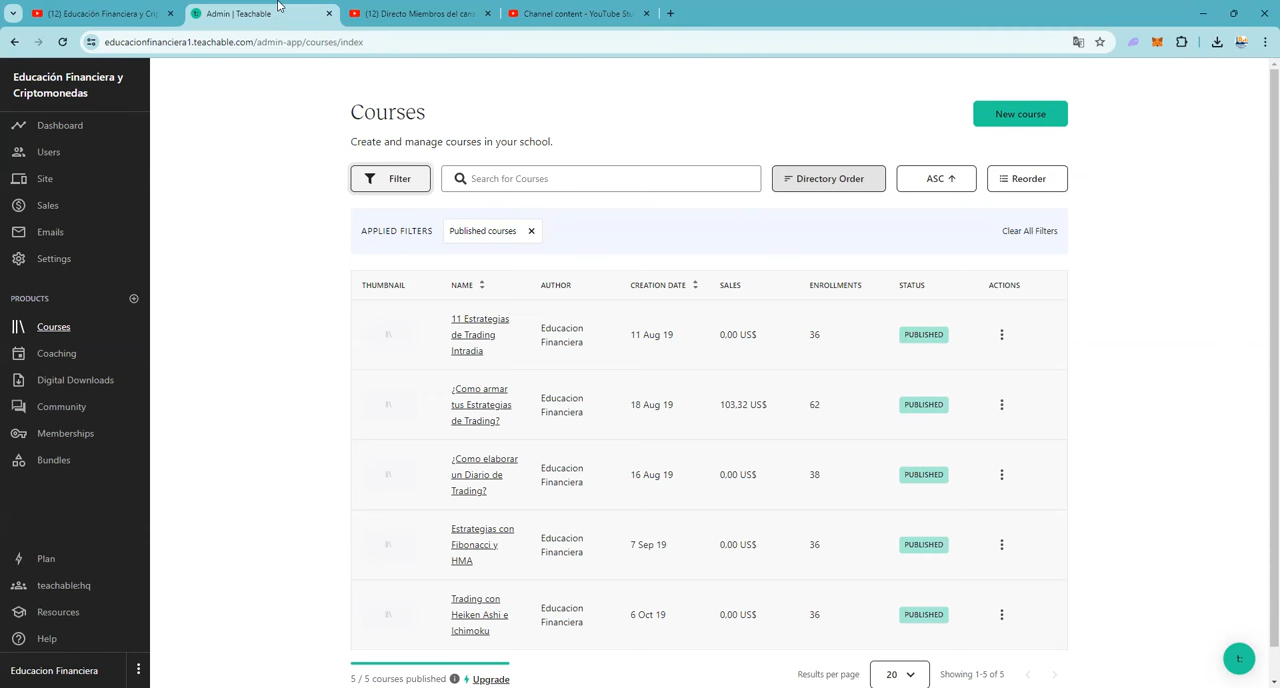 (12) Educación Financiera y Crip
Admin | Teachable
(12) Directo Miembros del cana
Channel content - YouTube Stu
educacionfinanciera1.teachable.com/admin-app/courses/index
Educación Financiera y
Criptomonedas
Dashboard
Users
Site
Sales
Emails
Settings
PRODUCTS
Courses
Coaching
Digital Downloads
Community
Memberships
Bundles
Plan
teachable:hq
Resources
Help
Educacion Financiera
Courses
New course
Create and manage courses in your school.
Filter
Search for Courses
Directory Order
ASC ↑
Reorder
APPLIED FILTERS
Published courses ×
Clear All Filters
THUMBNAIL NAME AUTHOR CREATION DATE SALES ENROLLMENTS STATUS ACTIONS
11 Estrategias
de Trading
Intradia
Educacion
Financiera
11 Aug 19
0,00 US$
36
PUBLISHED
¿Como armar
tus Estrategias
de Trading?
Educacion
Financiera
18 Aug 19
103,32 US$
62
PUBLISHED
¿Como elaborar
un Diario de
Trading?
Educacion
Financiera
16 Aug 19
0,00 US$
38
PUBLISHED
Estrategias con
Fibonacci y
HMA
Educacion
Financiera
7 Sep 19
0,00 US$
36
PUBLISHED
Trading con
Heiken Ashi e
Ichimoku
Educacion
Financiera
6 Oct 19
0,00 US$
36
PUBLISHED
5 / 5 courses published
Upgrade
Results per page
20
Showing 1-5 of 5
t: